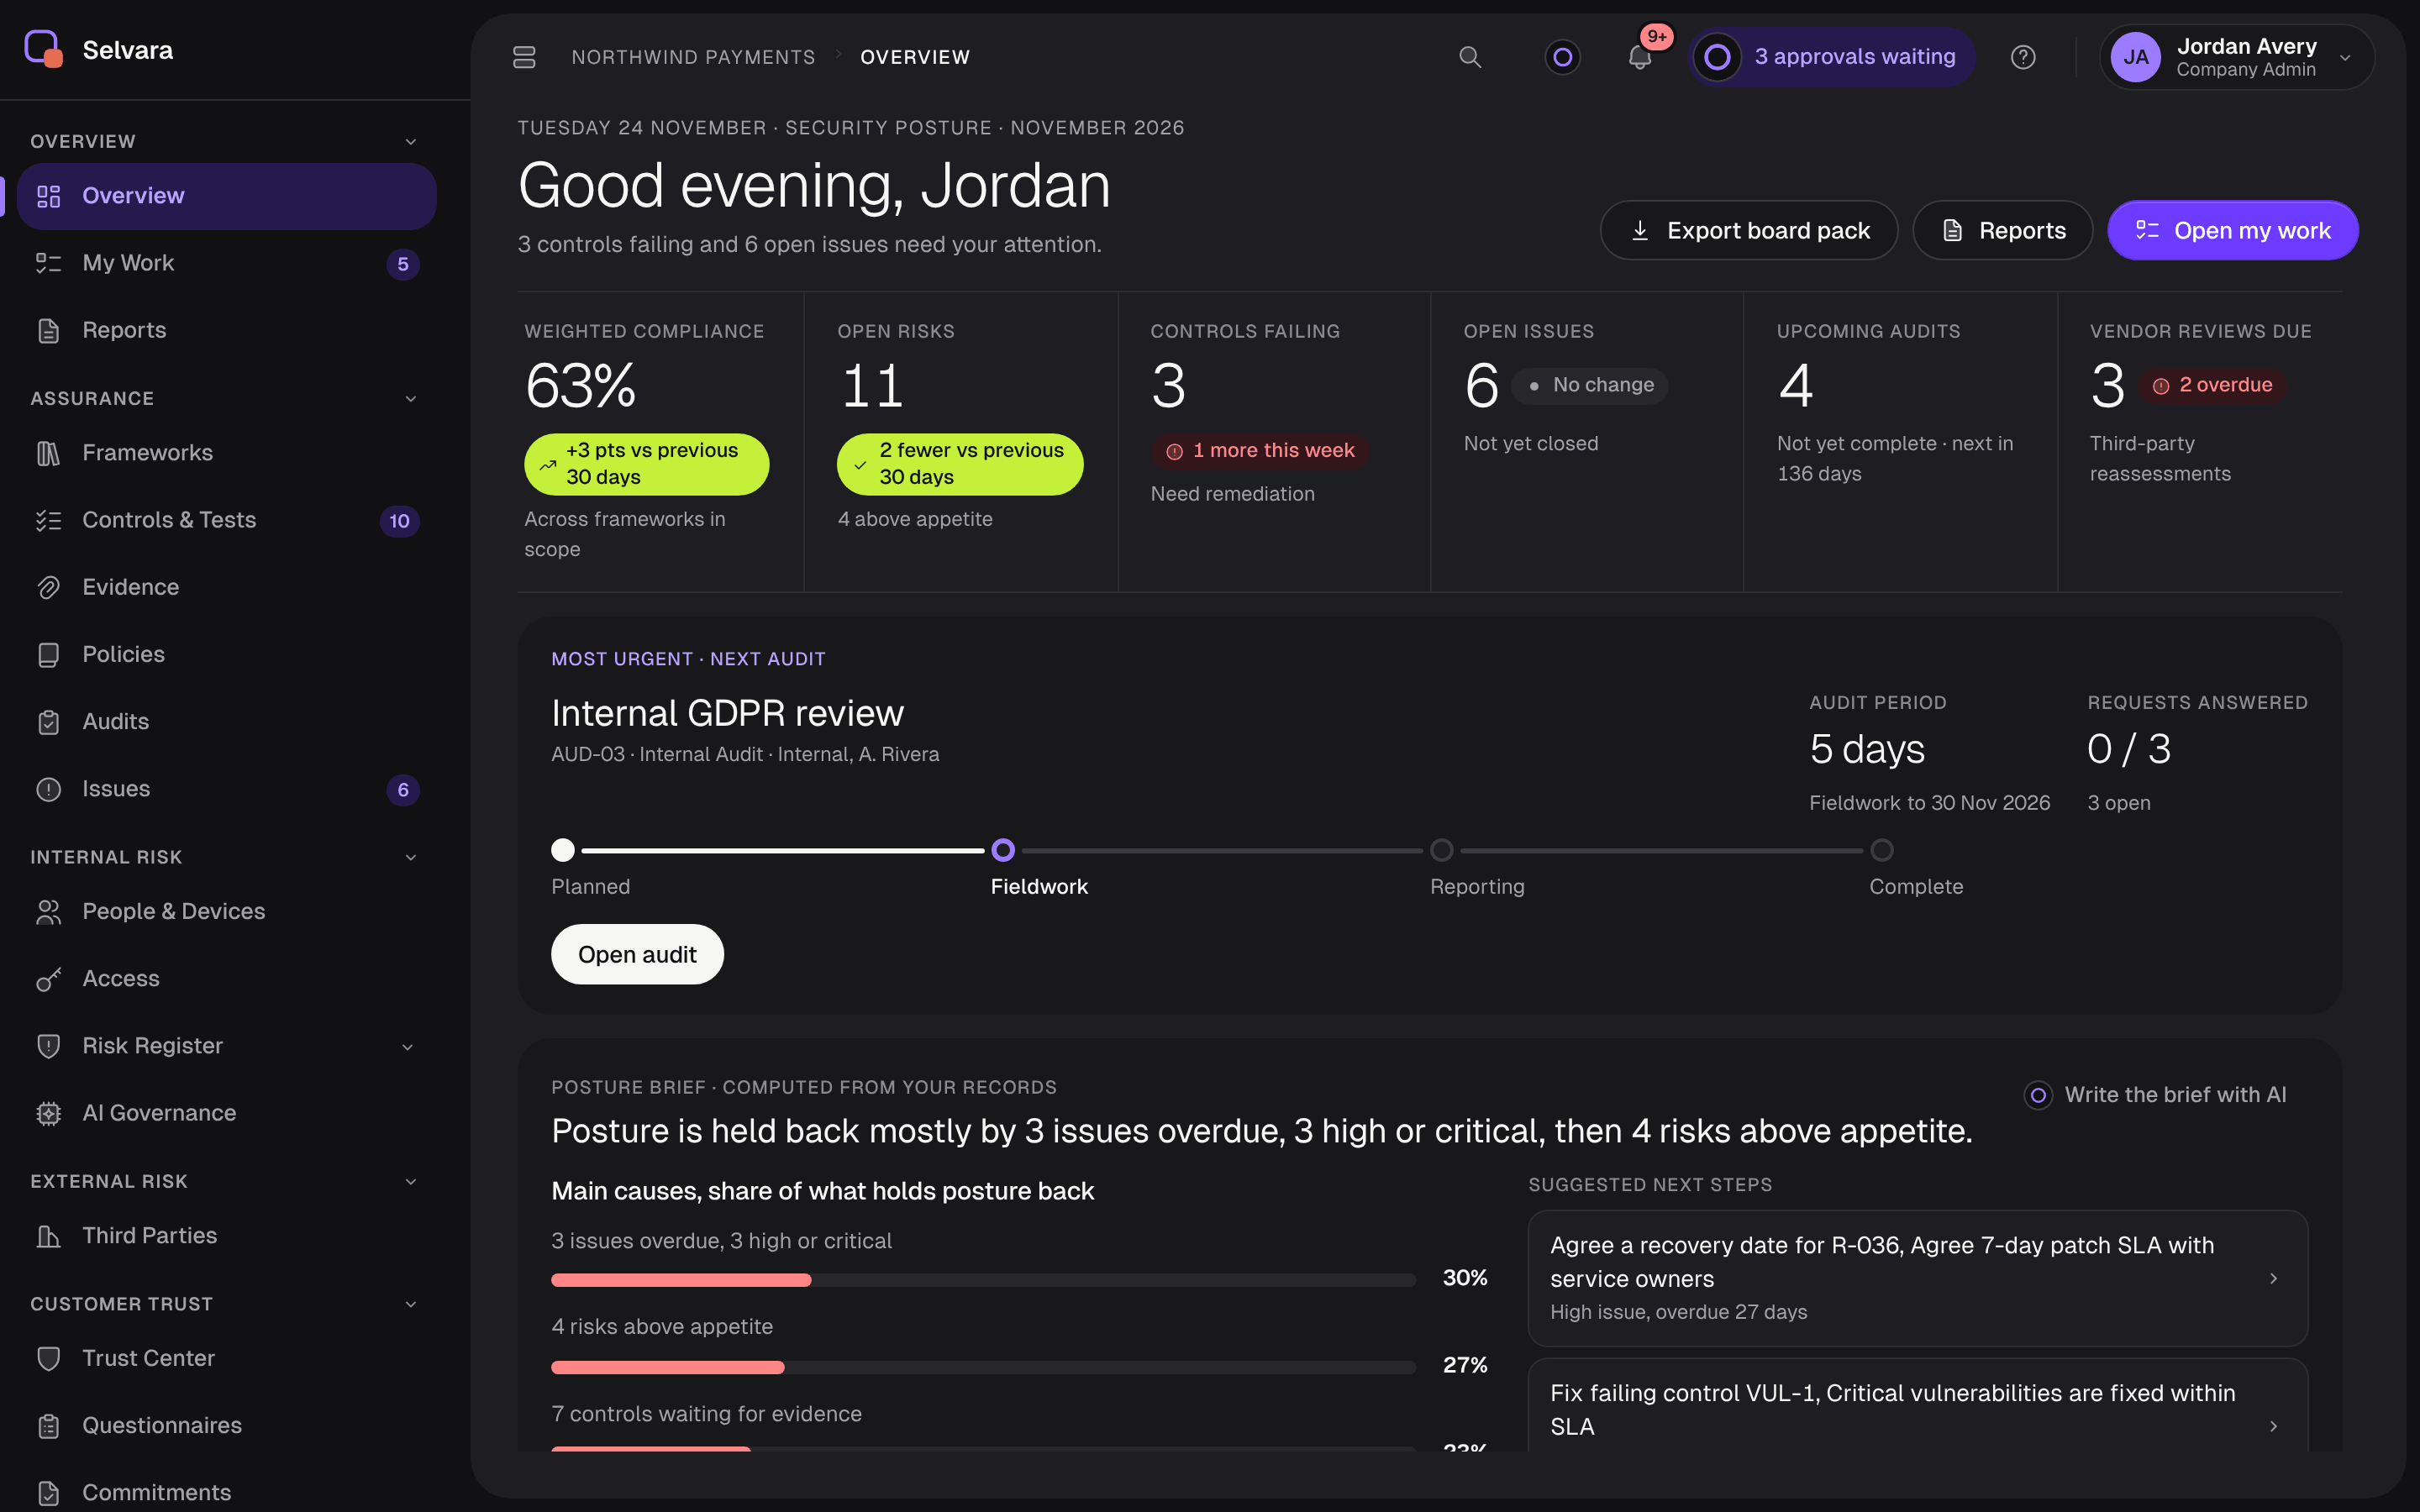 Selvara
OVERVIEW
Overview
My Work
5
Reports
ASSURANCE
Frameworks
Controls & Tests
10
Evidence
Policies
Audits
Issues
6
INTERNAL RISK
People & Devices
Access
Risk Register
AI Governance
EXTERNAL RISK
Third Parties
CUSTOMER TRUST
Trust Center
Questionnaires
Commitments
NORTHWIND PAYMENTS
OVERVIEW
9+
3 approvals waiting
JA
Jordan Avery
Company Admin
TUESDAY 24 NOVEMBER · SECURITY POSTURE · NOVEMBER 2026
Good evening, Jordan
3 controls failing and 6 open issues need your attention.
Export board pack
Reports
Open my work
WEIGHTED COMPLIANCE
63%
+3 pts vs previous
30 days
Across frameworks in
scope
OPEN RISKS
11
2 fewer vs previous
30 days
4 above appetite
CONTROLS FAILING
3
1 more this week
Need remediation
OPEN ISSUES
6
No change
Not yet closed
UPCOMING AUDITS
4
Not yet complete · next in
136 days
VENDOR REVIEWS DUE
3
2 overdue
Third-party
reassessments
MOST URGENT · NEXT AUDIT
Internal GDPR review
AUD-03 · Internal Audit · Internal, A. Rivera
AUDIT PERIOD
5 days
Fieldwork to 30 Nov 2026
REQUESTS ANSWERED
0 / 3
3 open
Planned
Fieldwork
Reporting
Complete
Open audit
POSTURE BRIEF · COMPUTED FROM YOUR RECORDS
Write the brief with AI
Posture is held back mostly by 3 issues overdue, 3 high or critical, then 4 risks above appetite.
Main causes, share of what holds posture back
3 issues overdue, 3 high or critical
30%
4 risks above appetite
27%
7 controls waiting for evidence
23%
SUGGESTED NEXT STEPS
Agree a recovery date for R-036, Agree 7-day patch SLA with
service owners
High issue, overdue 27 days
Fix failing control VUL-1, Critical vulnerabilities are fixed within
SLA